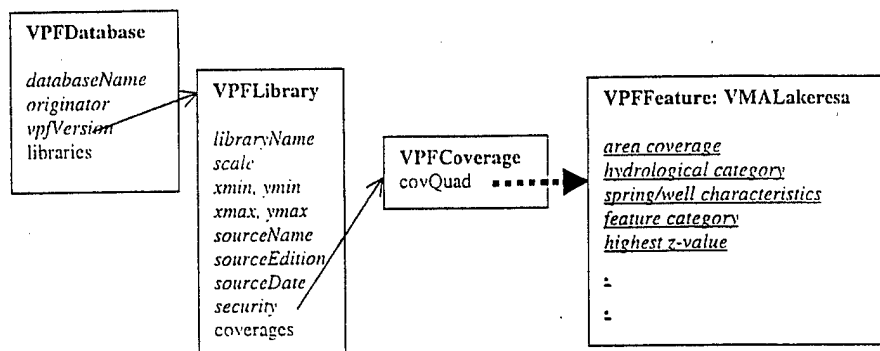 VPFDatabase
databaseName
originator
vpfVersion
libraries
VPFLibrary
libraryName
scale
xmin, ymin
xmax, ymax
sourceName
sourceEdition
sourceDate
security
coverages
VPFCoverage
covQuad
VPFFeature: VMALakeresa
area coverage
hydrological category
spring/well characteristics
feature category
highest z-value
.
.